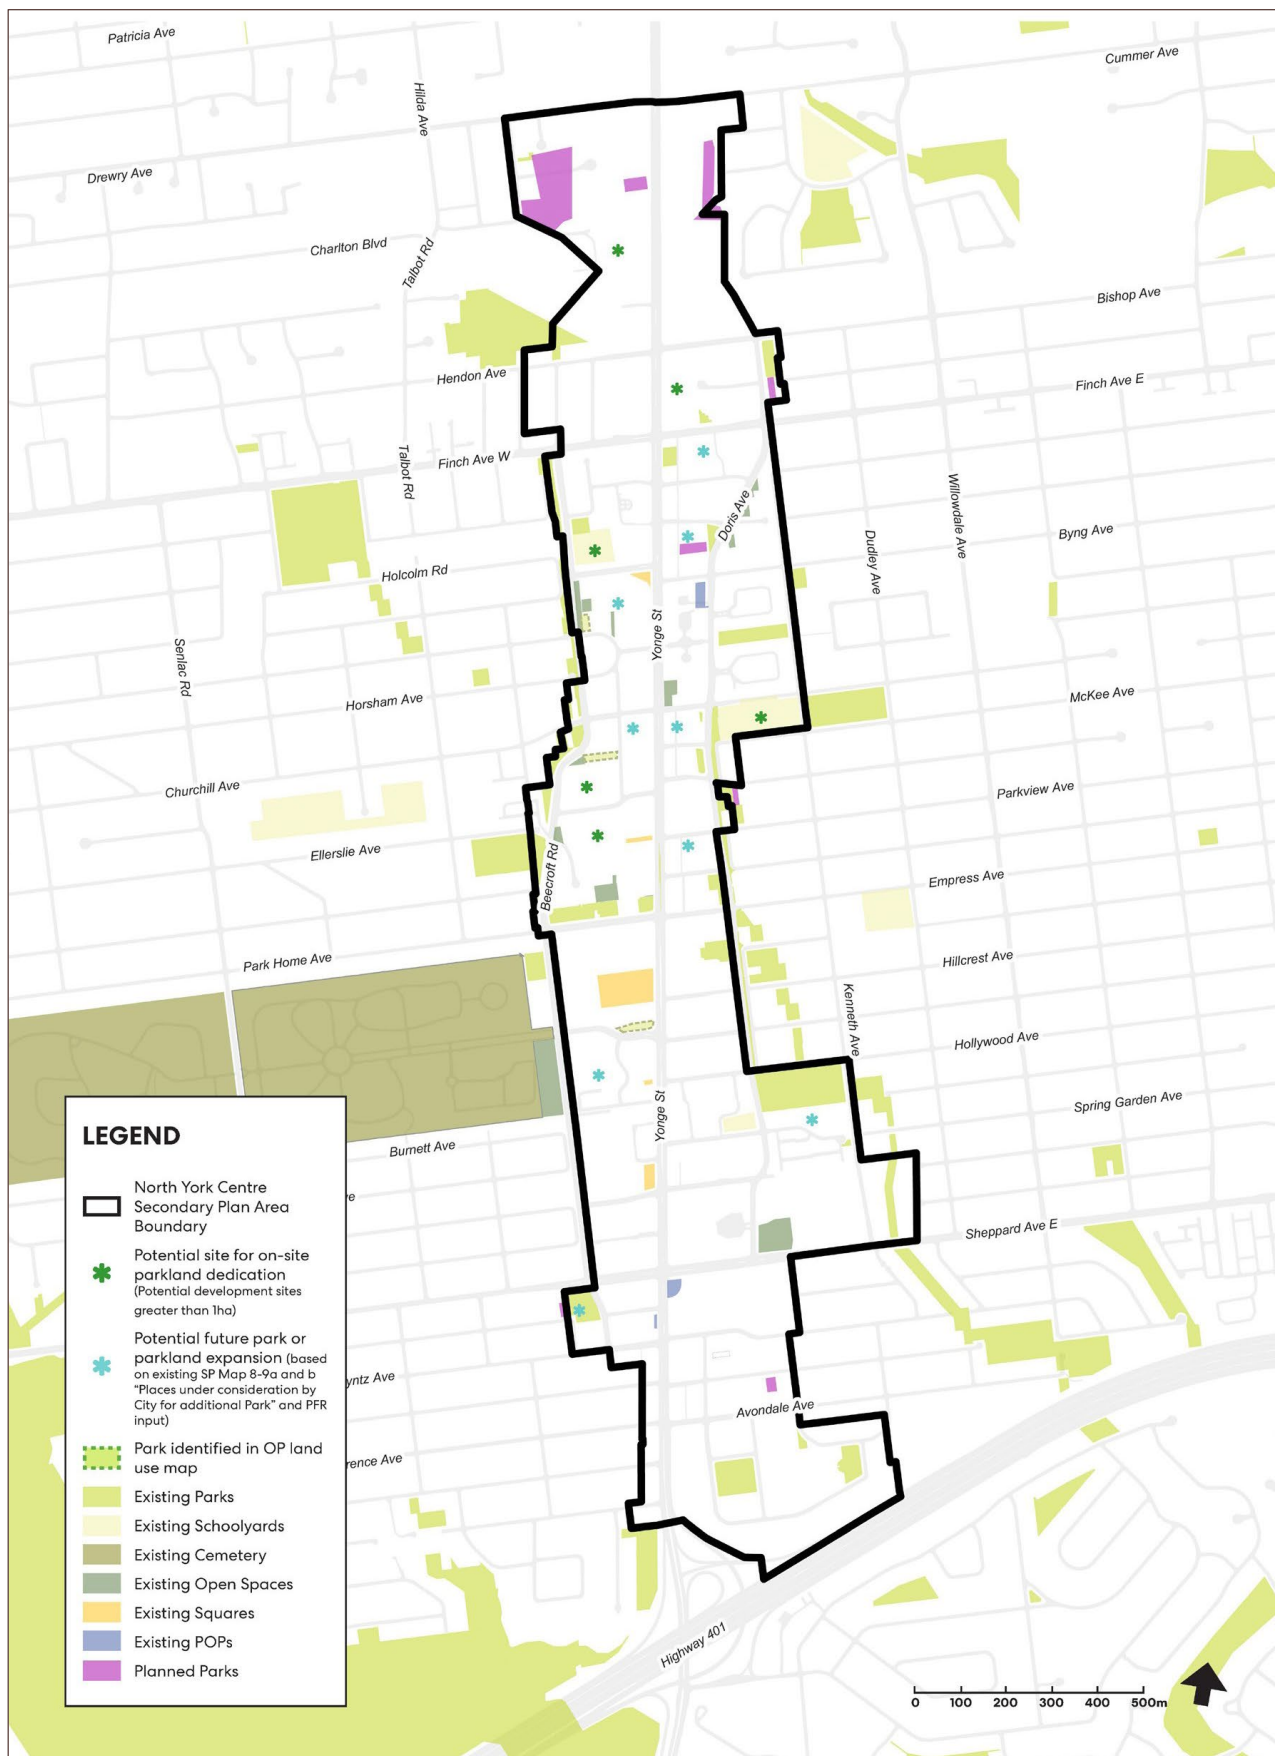 Patricia Ave
Hilda Ave
Cummer Ave
Drewry Ave
Charlton Blvd
Talbot Rd
Bishop Ave
Hendon Ave
Finch Ave E
Talbot Rd
Finch Ave W
Doris Ave
Willowdale Ave
Byng Ave
Dudley Ave
Holcolm Rd
Yonge St
Senlac Rd
Horsham Ave
McKee Ave
Churchill Ave
Parkview Ave
Ellerslie Ave
Beecroft Rd
Empress Ave
Park Home Ave
Hillcrest Ave
Kenneth Ave
Hollywood Ave
Yonge St
Spring Garden Ave
Burnett Ave
ve
Sheppard Ave E
yntz Ave
Avondale Ave
rence Ave
Highway 401
LEGEND
North York Centre
Secondary Plan Area
Boundary
Potential site for on-site
parkland dedication
(Potential development sites
greater than 1ha)
Potential future park or
parkland expansion (based
on existing SP Map 8-9a and b
"Places under consideration by
City for additional Park" and PFR
input)
Park identified in OP land
use map
Existing Parks
Existing Schoolyards
Existing Cemetery
Existing Open Spaces
Existing Squares
Existing POPs
Planned Parks
0 100 200 300 400 500m